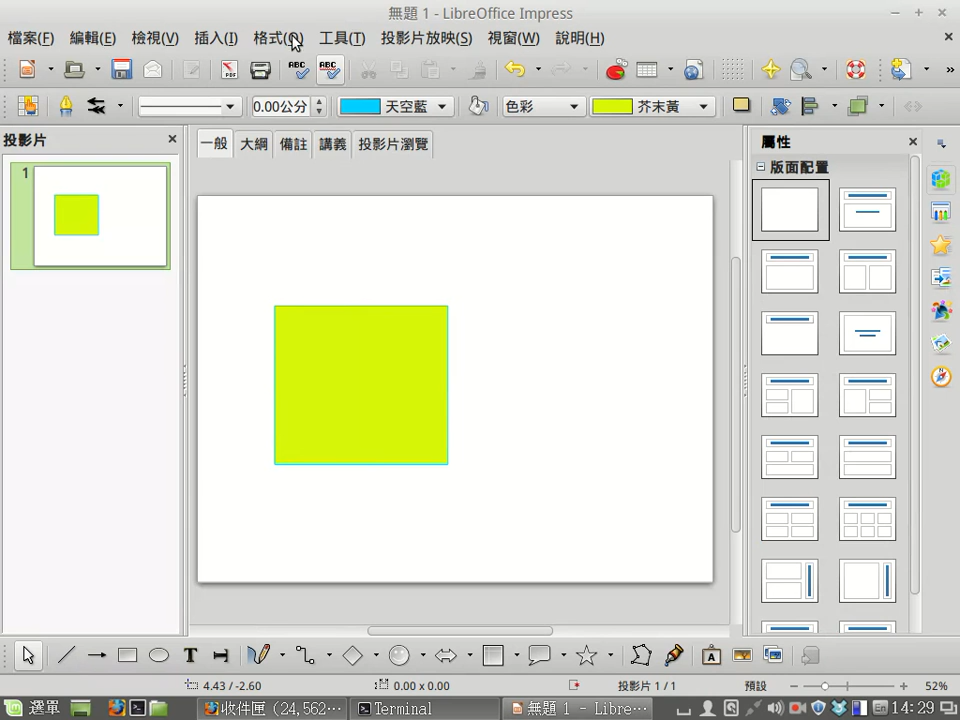 無題 1 - LibreOffice Impress
檔案(F) 編輯(E) 檢視(V) 插入(I) 格式(O) 工具(T) 投影片放映(S) 視窗(W) 說明(H)
ABC ABC
0.00公分 天空藍 色彩 芥末黃
投影片 一般 大綱 備註 講義 投影片瀏覽 屬性
版面配置
1
T A
4.43 / -2.60 0.00 x 0.00 投影片 1 / 1 預設 52%
選單 收件匣 (24,562··· Terminal 無題 1 - Libre··· En 14:29